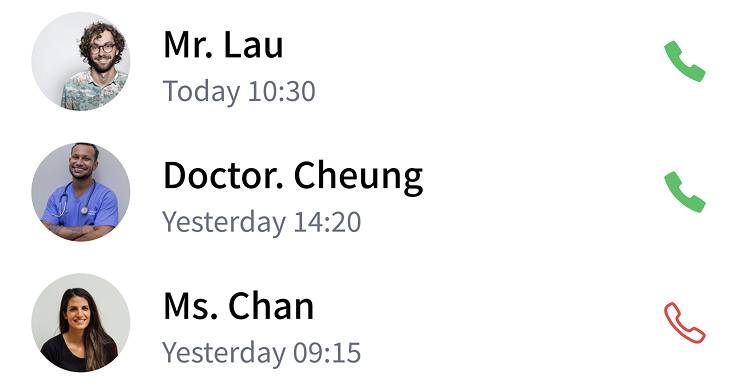 Mr. Lau
Today 10:30
Doctor. Cheung
Yesterday 14:20
Ms. Chan
Yesterday 09:15